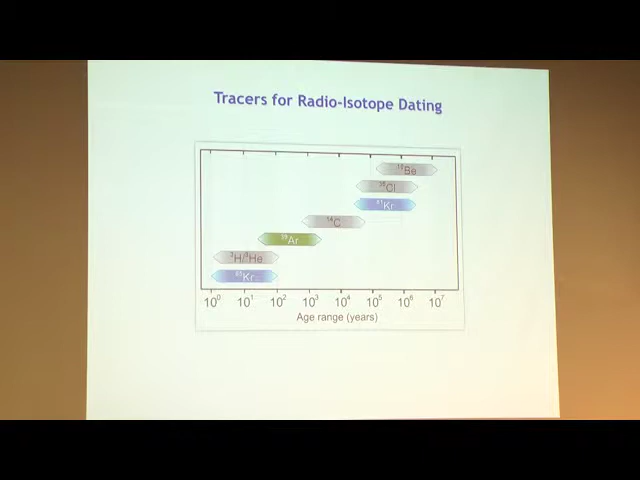 Tracers for Radio-Isotope Dating
¹⁰Be
³⁶Cl
⁸¹Kr
¹⁴C
³⁹Ar
³H/³He
⁸⁵Kr
10⁰ 10¹ 10² 10³ 10⁴ 10⁵ 10⁶ 10⁷
Age range (years)